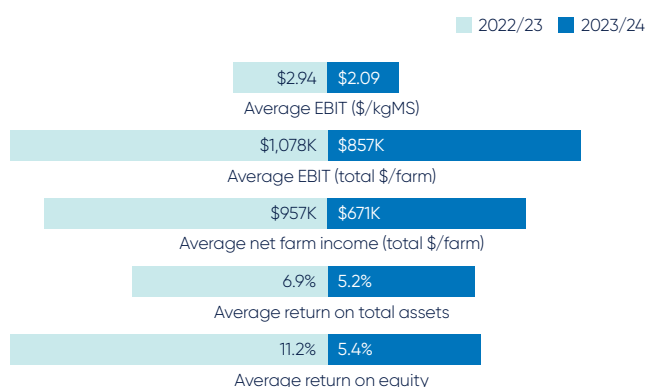 2022/23 2023/24
$2.94 $2.09
Average EBIT ($/kgMS)
$1,078K $857K
Average EBIT (total $/farm)
$957K $671K
Average net farm income (total $/farm)
6.9% 5.2%
Average return on total assets
11.2% 5.4%
Average return on equity